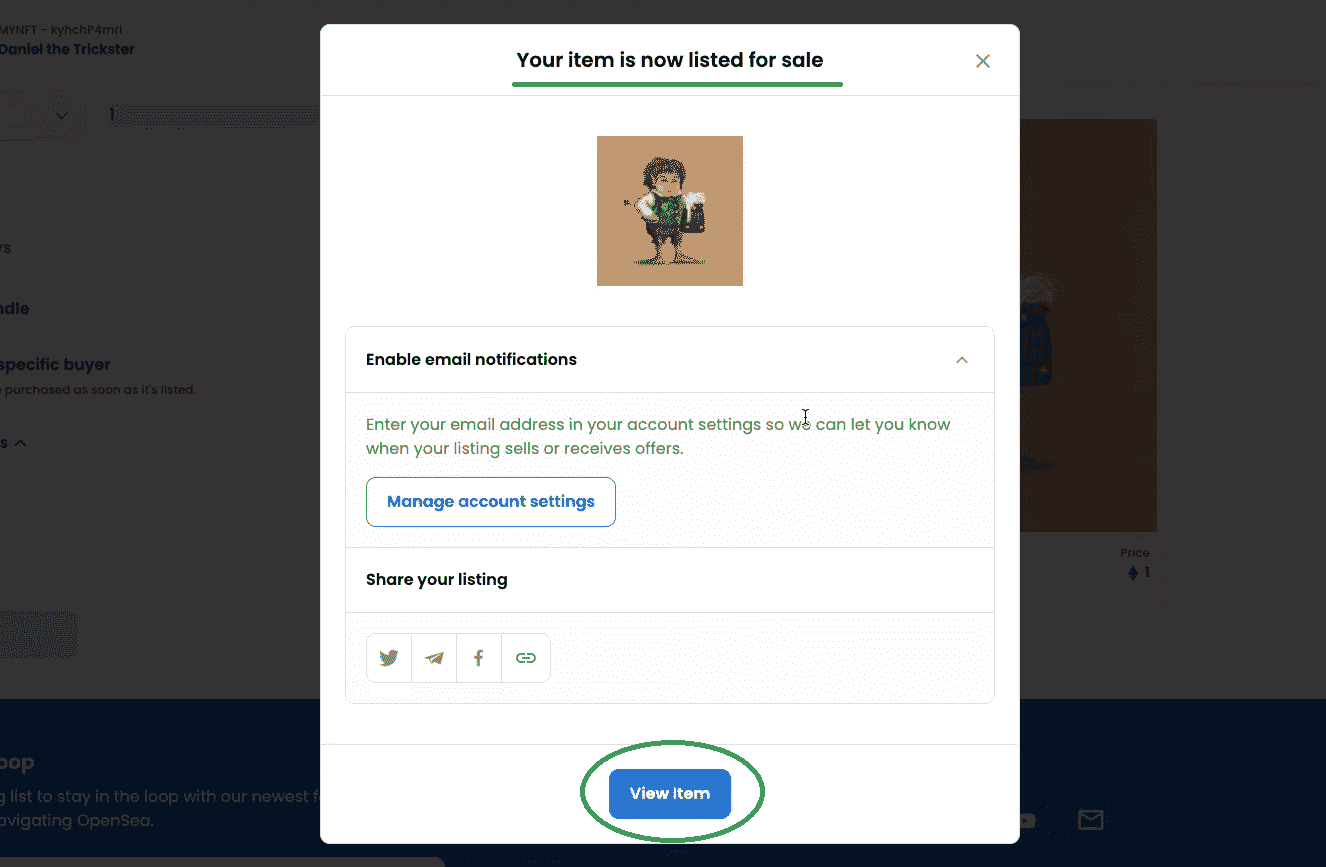 MYNFT - kyhchP4mri
Daniel the Trickster
1
Your item is now listed for sale
Enable email notifications
Enter your email address in your account settings so we can let you know
when your listing sells or receives offers.
Manage account settings
Share your listing
View Item
ndle
specific buyer
purchased as soon as it's listed.
Price
1
list to stay in the loop with our newest f
avigating OpenSea.